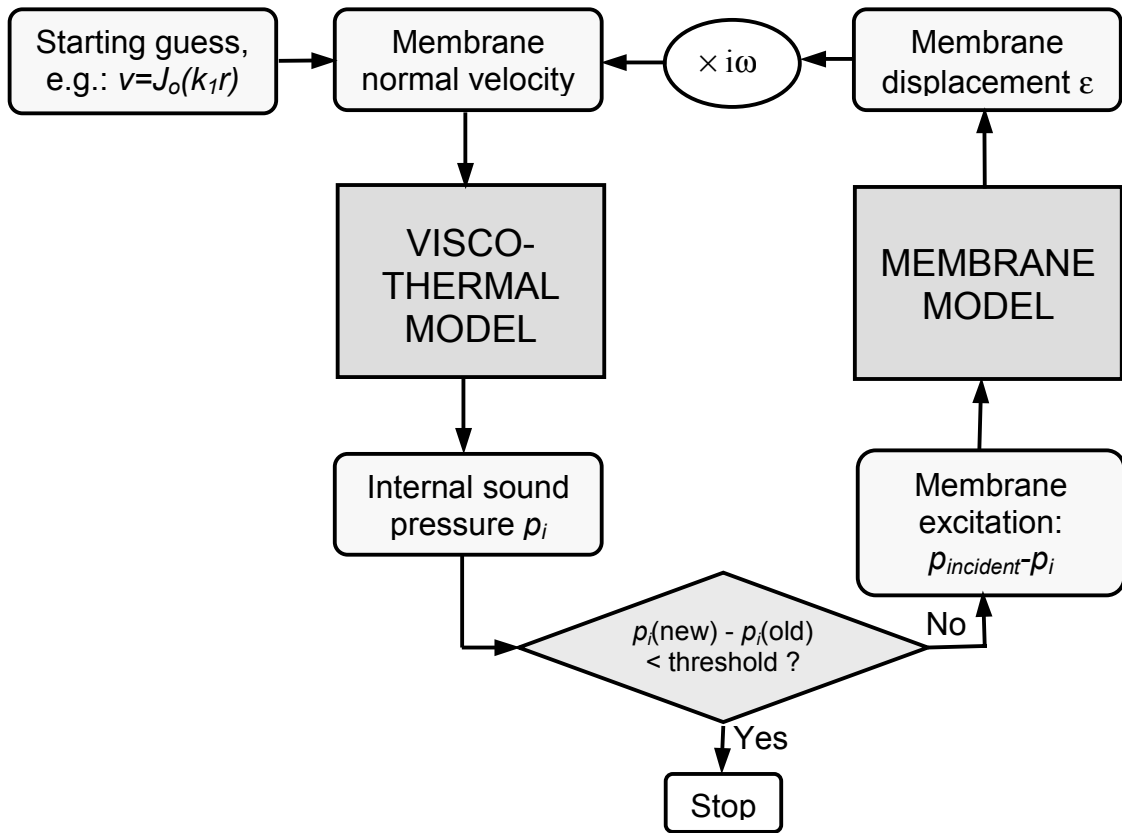 Starting guess,
e.g.: v=Jₒ(k₁r)
Membrane
normal velocity
× iω
Membrane
displacement ε
VISCO-
THERMAL
MODEL
MEMBRANE
MODEL
Internal sound
pressure pᵢ
Membrane
excitation:
p_incident-pᵢ
pᵢ(new) - pᵢ(old)
< threshold ?
No
Yes
Stop